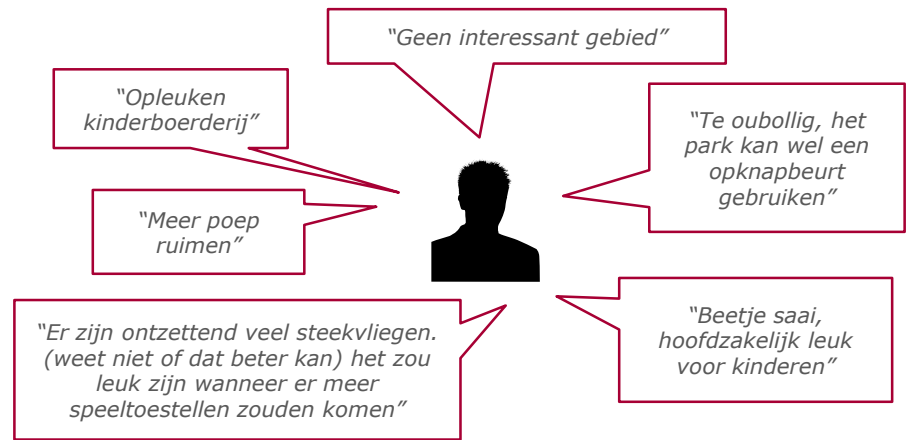 “Geen interessant gebied”
“Opleuken
kinderboerderij”
“Te oubollig, het
park kan wel een
opknapbeurt
gebruiken”
“Meer poep
ruimen”
“Er zijn ontzettend veel steekvliegen.
(weet niet of dat beter kan) het zou
leuk zijn wanneer er meer
speeltoestellen zouden komen”
“Beetje saai,
hoofdzakelijk leuk
voor kinderen”